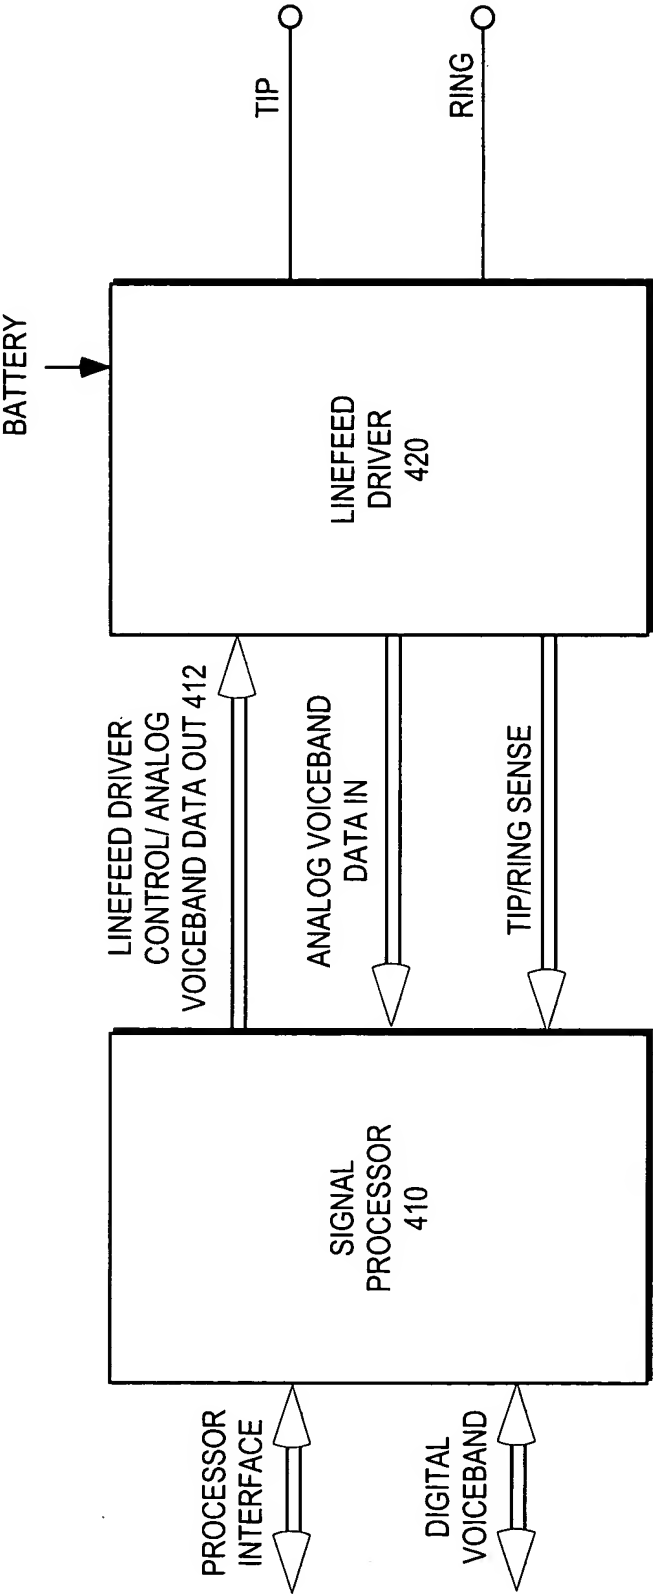 PROCESSOR
INTERFACE
DIGITAL
VOICEBAND
SIGNAL
PROCESSOR
410
LINEFEED DRIVER
CONTROL/ ANALOG
VOICEBAND DATA OUT 412
ANALOG VOICEBAND
DATA IN
TIP/RING SENSE
BATTERY
LINEFEED
DRIVER
420
TIP
RING